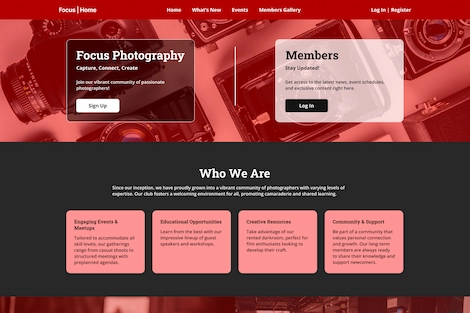 Focus | Home
Home What's New Events Members Gallery
Log In | Register
Focus Photography
Capture, Connect, Create
Join our vibrant community of passionate
photographers!
Sign Up
Members
Stay Updated!
Get access to the latest news, event schedules,
and exclusive content right here.
Log In
Who We Are
Since our inception, we have proudly grown into a vibrant community of photographers with varying levels of
expertise. Our club fosters a welcoming environment for all, promoting camaraderie and shared learning.
Engaging Events &
Meetups
Tailored to accommodate all
skill levels, our gatherings
range from casual shoots to
structured meetings with
preplanned agendas.
Educational Opportunities
Learn from the best with our
impressive lineup of guest
speakers and workshops.
Creative Resources
Take advantage of our
rented darkroom, perfect for
film enthusiasts looking to
develop their craft.
Community & Support
Be part of a community that
values personal connection
and growth. Our long-term
members are always ready
to share their knowledge and
support newcomers.